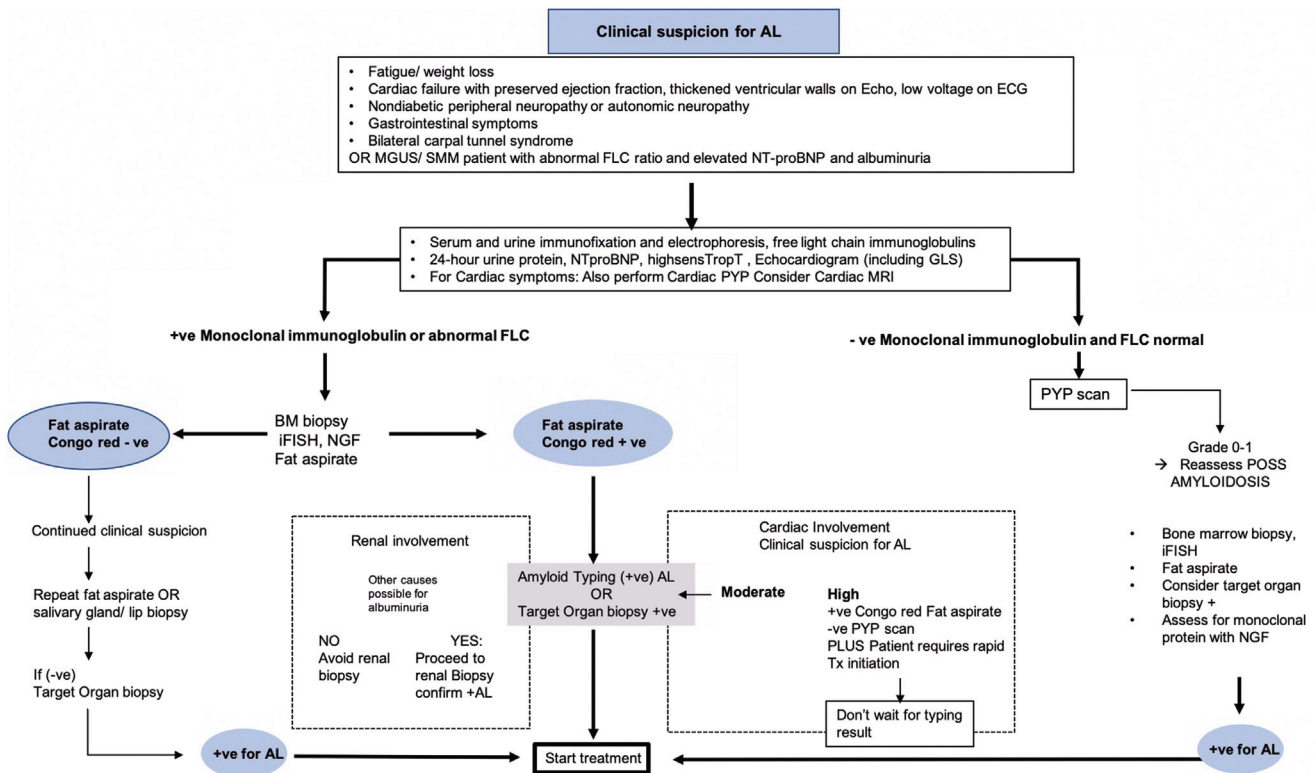 Clinical suspicion for AL
• Fatigue/ weight loss
• Cardiac failure with preserved ejection fraction, thickened ventricular walls on Echo, low voltage on ECG
• Nondiabetic peripheral neuropathy or autonomic neuropathy
• Gastrointestinal symptoms
• Bilateral carpal tunnel syndrome
OR MGUS/ SMM patient with abnormal FLC ratio and elevated NT-proBNP and albuminuria
• Serum and urine immunofixation and electrophoresis, free light chain immunoglobulins
• 24-hour urine protein, NTproBNP, highsensTropT , Echocardiogram (including GLS)
• For Cardiac symptoms: Also perform Cardiac PYP Consider Cardiac MRI
+ve Monoclonal immunoglobulin or abnormal FLC
- ve Monoclonal immunoglobulin and FLC normal
Fat aspirate
Congo red - ve
BM biopsy
iFISH, NGF
Fat aspirate
Fat aspirate
Congo red + ve
PYP scan
Grade 0-1
→ Reassess POSS
AMYLOIDOSIS
Continued clinical suspicion
Repeat fat aspirate OR
salivary gland/ lip biopsy
If (-ve)
Target Organ biopsy
+ve for AL
Renal involvement
Other causes
possible for
albuminuria
NO
Avoid renal
biopsy
YES:
Proceed to
renal Biopsy
confirm +AL
Amyloid Typing (+ve) AL
OR
Target Organ biopsy +ve
Cardiac Involvement
Clinical suspicion for AL
Moderate
High
+ve Congo red Fat aspirate
-ve PYP scan
PLUS Patient requires rapid
Tx initiation
Don't wait for typing
result
• Bone marrow biopsy,
iFISH
• Fat aspirate
• Consider target organ
biopsy +
• Assess for monoclonal
protein with NGF
Start treatment
+ve for AL